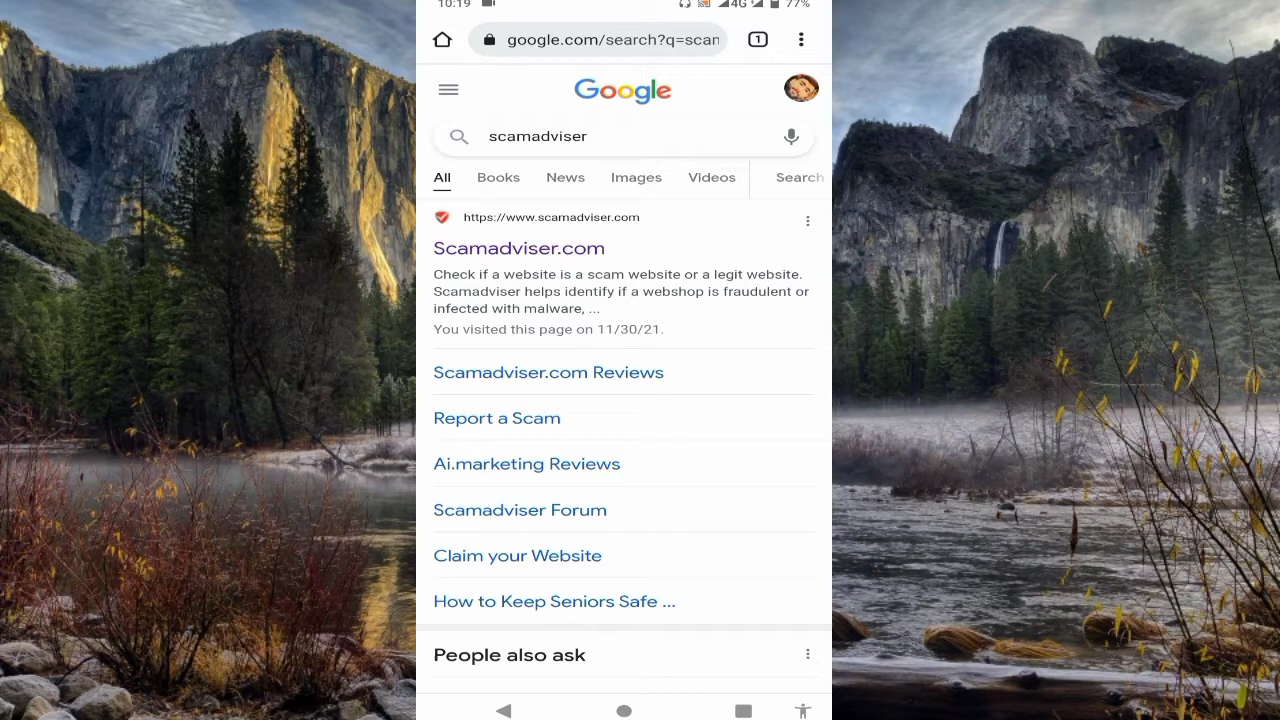 10:19 4G 77%
google.com/search?q=scan
1
Google
scamadviser
All Books News Images Videos Search
https://www.scamadviser.com
Scamadviser.com
Check if a website is a scam website or a legit website.
Scamadviser helps identify if a webshop is fraudulent or
infected with malware, ...
You visited this page on 11/30/21.
Scamadviser.com Reviews
Report a Scam
Ai.marketing Reviews
Scamadviser Forum
Claim your Website
How to Keep Seniors Safe ...
People also ask